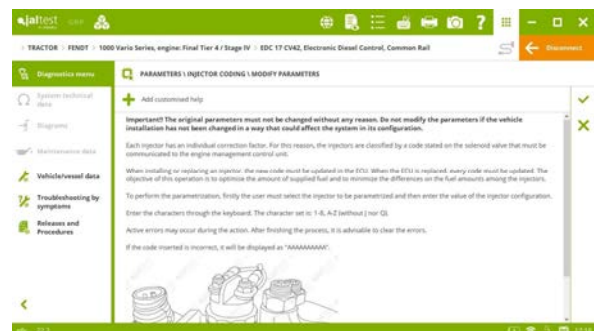 jaltest
TRACTOR FENDT 1000 Vario Series, engine: Final Tier 4 / Stage IV EDC 17 CV42, Electronic Diesel Control, Common Rail
Disconnect
Diagnostics menu
PARAMETERS \ INJECTOR CODING \ MODIFY PARAMETERS
System technical data
Add customised help
Diagrams
Important!! The original parameters must not be changed without any reason. Do not modify the parameters if the vehicle
installation has not been changed in a way that could affect the system in its configuration.
Maintenance data
Each injector has an individual correction factor. For this reason, the injectors are classified by a code stated on the solenoid valve that must be
communicated to the engine management control unit.
Vehicle/vessel data
When installing or replacing an injector: the new code must be updated in the ECU. When the ECU is replaced: every code must be updated. The
objective of this operation is to optimize the amount of supplied fuel and to minimize the differences on the fuel amounts among the injectors.
Troubleshooting by
symptoms
To perform the parametrization, firstly the user must select the injector to be parametrized and then enter the value of the injector configuration.
Releases and
Procedures
Enter the characters through the keyboard. The character set is: 1-8, A-Z (without J nor Q).
Active errors may occur during the action. After finishing the process, it is advisable to clear the errors.
If the code inserted is incorrect, it will be displayed as "AAAAAAAAAA".